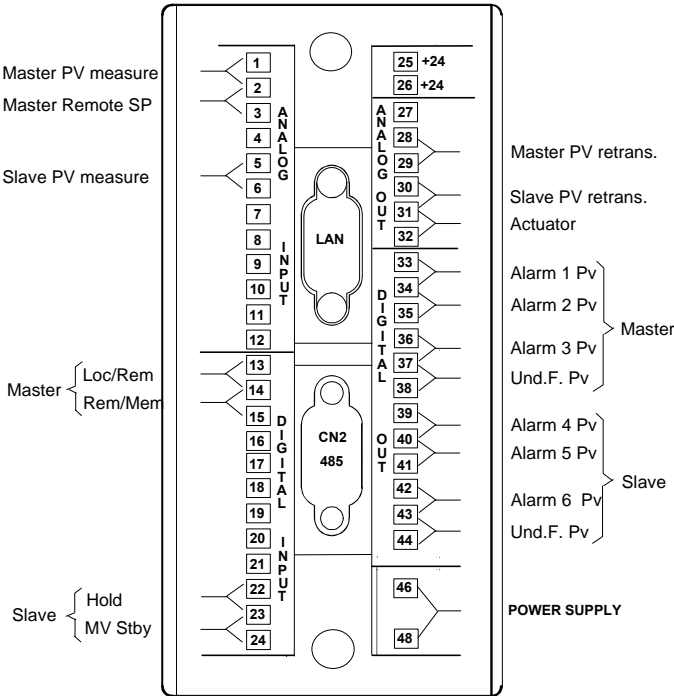 Master PV measure
Master Remote SP
Slave PV measure
Master
Loc/Rem
Rem/Mem
Slave
Hold
MV Stby
1
2
3
4
5
6
7
8
9
10
11
12
ANALOG INPUT
13
14
15
16
17
18
19
20
21
22
23
24
DIGITAL INPUT
LAN
CN2
485
25 +24
26 +24
ANALOG OUT
27
28
29
30
31
32
DIGITAL OUT
33
34
35
36
37
38
39
40
41
42
43
44
46
48
Master PV retrans.
Slave PV retrans.
Actuator
Alarm 1 Pv
Alarm 2 Pv
Alarm 3 Pv
Und.F. Pv
Master
Alarm 4 Pv
Alarm 5 Pv
Alarm 6 Pv
Und.F. Pv
Slave
POWER SUPPLY